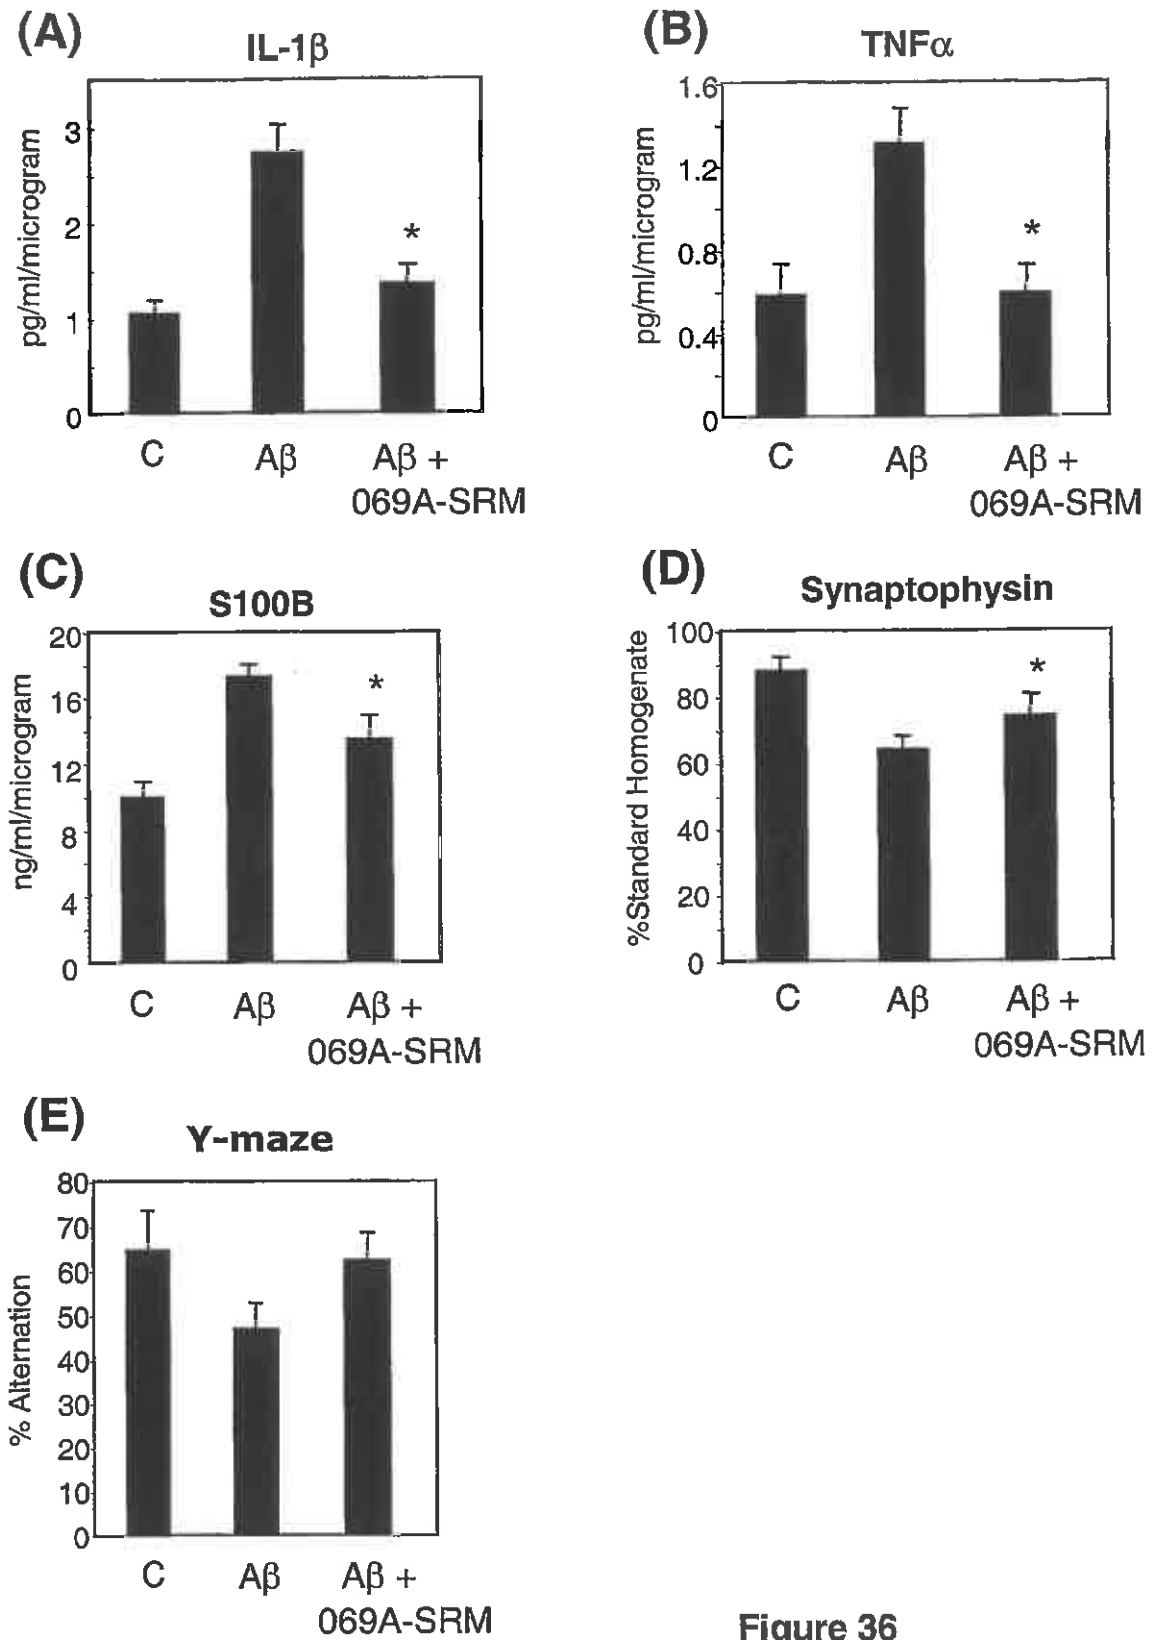 (A)
IL-1β
pg/ml/microgram
3
2
1
0
*
C
Aβ
Aβ +
069A-SRM
(B)
TNFα
pg/ml/microgram
1.6
1.2
0.8
0.4
0
*
C
Aβ
Aβ +
069A-SRM
(C)
S100B
ng/ml/microgram
20
16
12
8
4
0
*
C
Aβ
Aβ +
069A-SRM
(D)
Synaptophysin
%Standard Homogenate
100
80
60
40
20
0
*
C
Aβ
Aβ +
069A-SRM
(E)
Y-maze
% Alternation
80
70
60
50
40
30
20
10
0
C
Aβ
Aβ +
069A-SRM
Figure 36